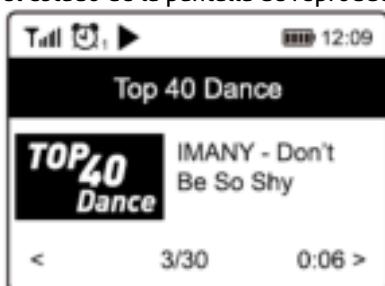 12:09
Top 40 Dance
TOP
40
Dance
IMANY - Don't
Be So Shy
< 3/30 0:06 >